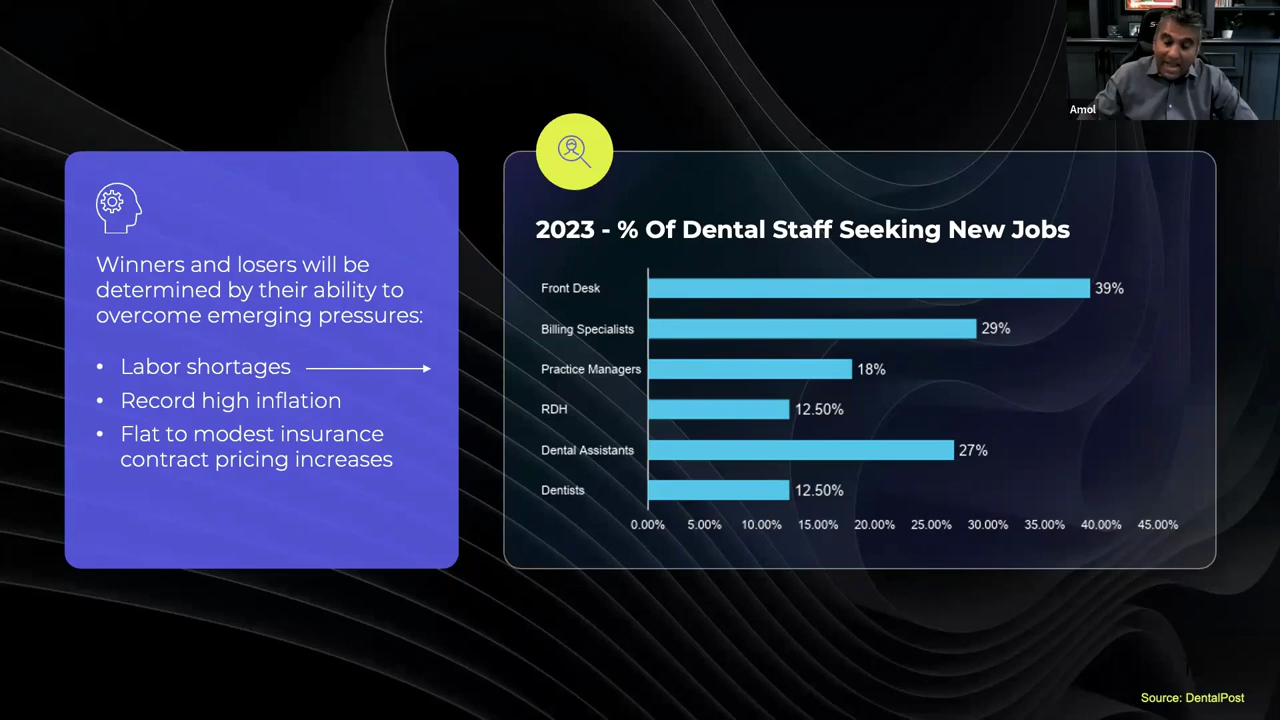 Amol
Winners and losers will be
determined by their ability to
overcome emerging pressures:
• Labor shortages
• Record high inflation
• Flat to modest insurance
contract pricing increases
2023 - % Of Dental Staff Seeking New Jobs
Front Desk 39%
Billing Specialists 29%
Practice Managers 18%
RDH 12.50%
Dental Assistants 27%
Dentists 12.50%
0.00% 5.00% 10.00% 15.00% 20.00% 25.00% 30.00% 35.00% 40.00% 45.00%
Source: DentalPost